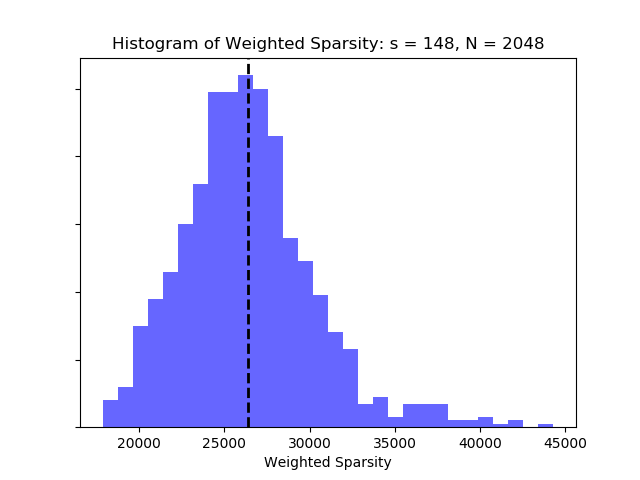 Histogram of Weighted Sparsity: s = 148, N = 2048
20000 25000 30000 35000 40000 45000
Weighted Sparsity